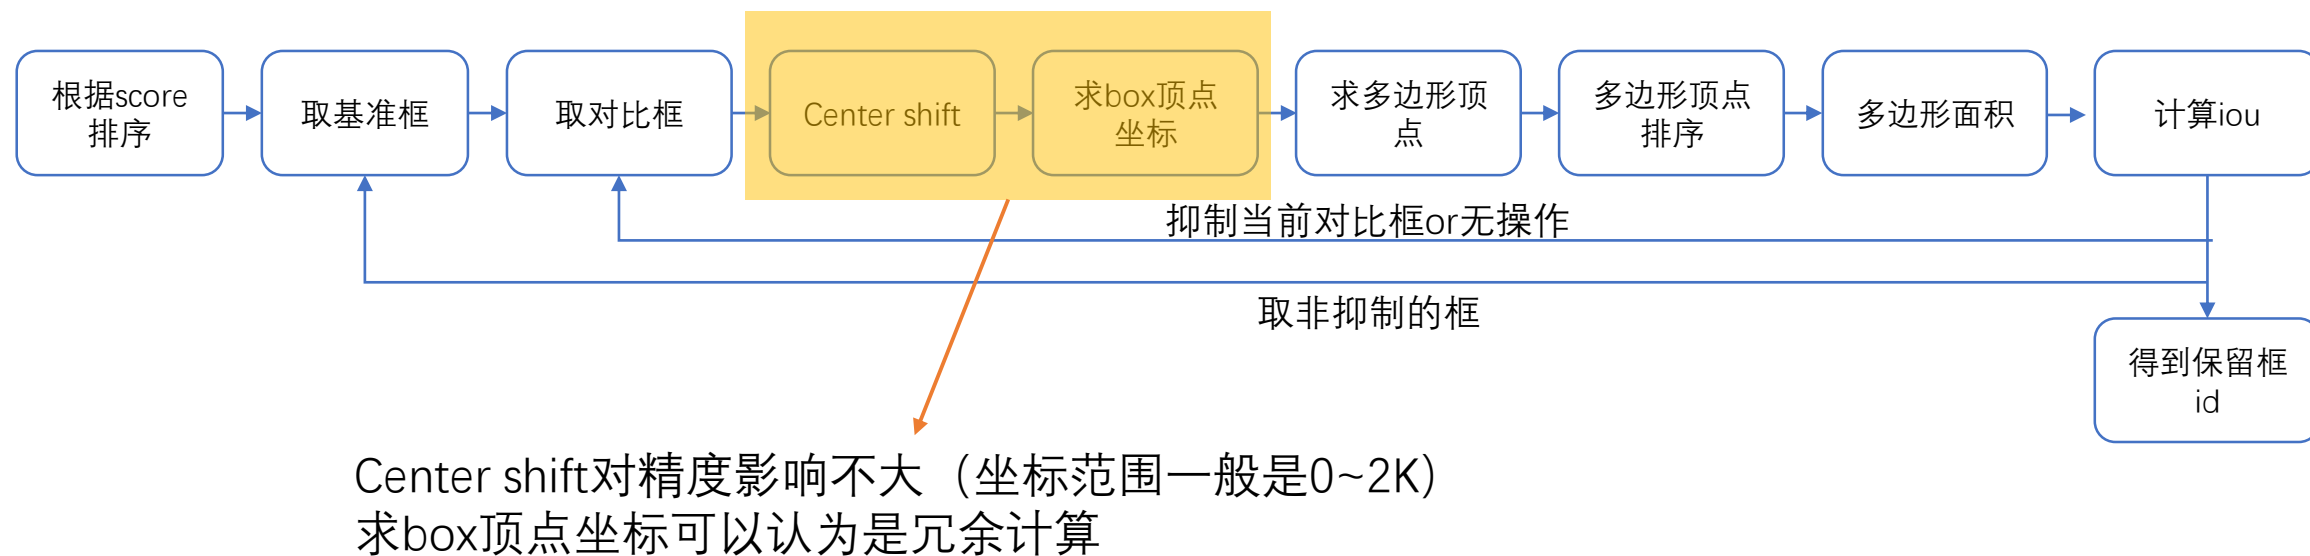 根据score
排序
取基准框
取对比框
Center shift
求box顶点
坐标
求多边形顶
点
多边形顶点
排序
多边形面积
计算iou
抑制当前对比框or无操作
取非抑制的框
得到保留框
id
Center shift对精度影响不大（坐标范围一般是0~2K）
求box顶点坐标可以认为是冗余计算